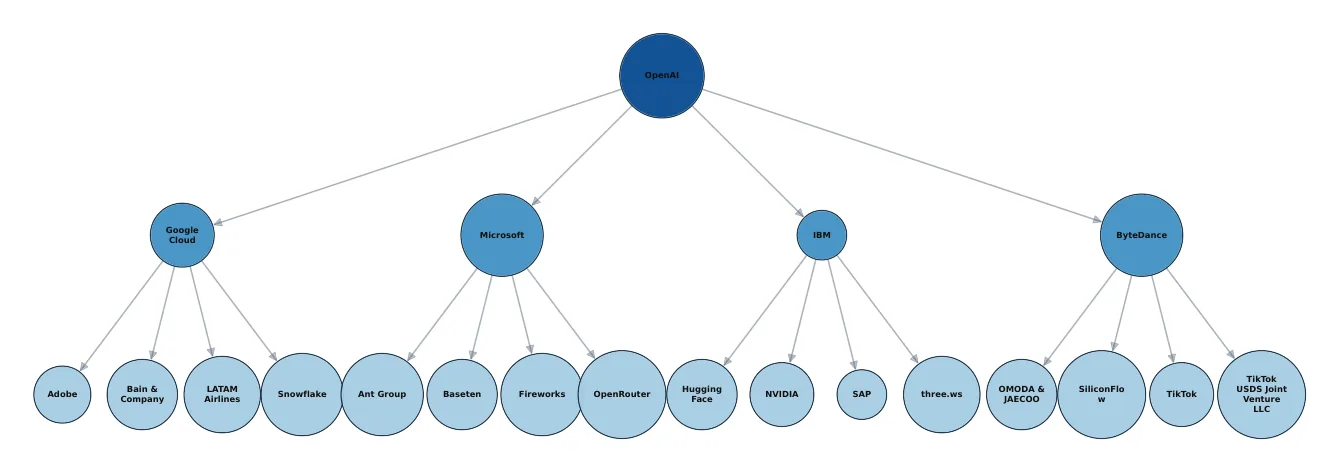 OpenAI
Google
Cloud
Microsoft
IBM
ByteDance
Adobe
Bain &
Company
LATAM
Airlines
Snowflake
Ant Group
Baseten
Fireworks
OpenRouter
Hugging
Face
NVIDIA
SAP
three.ws
OMODA &
JAECOO
SiliconFlo
w
TikTok
TikTok
USDS Joint
Venture
LLC